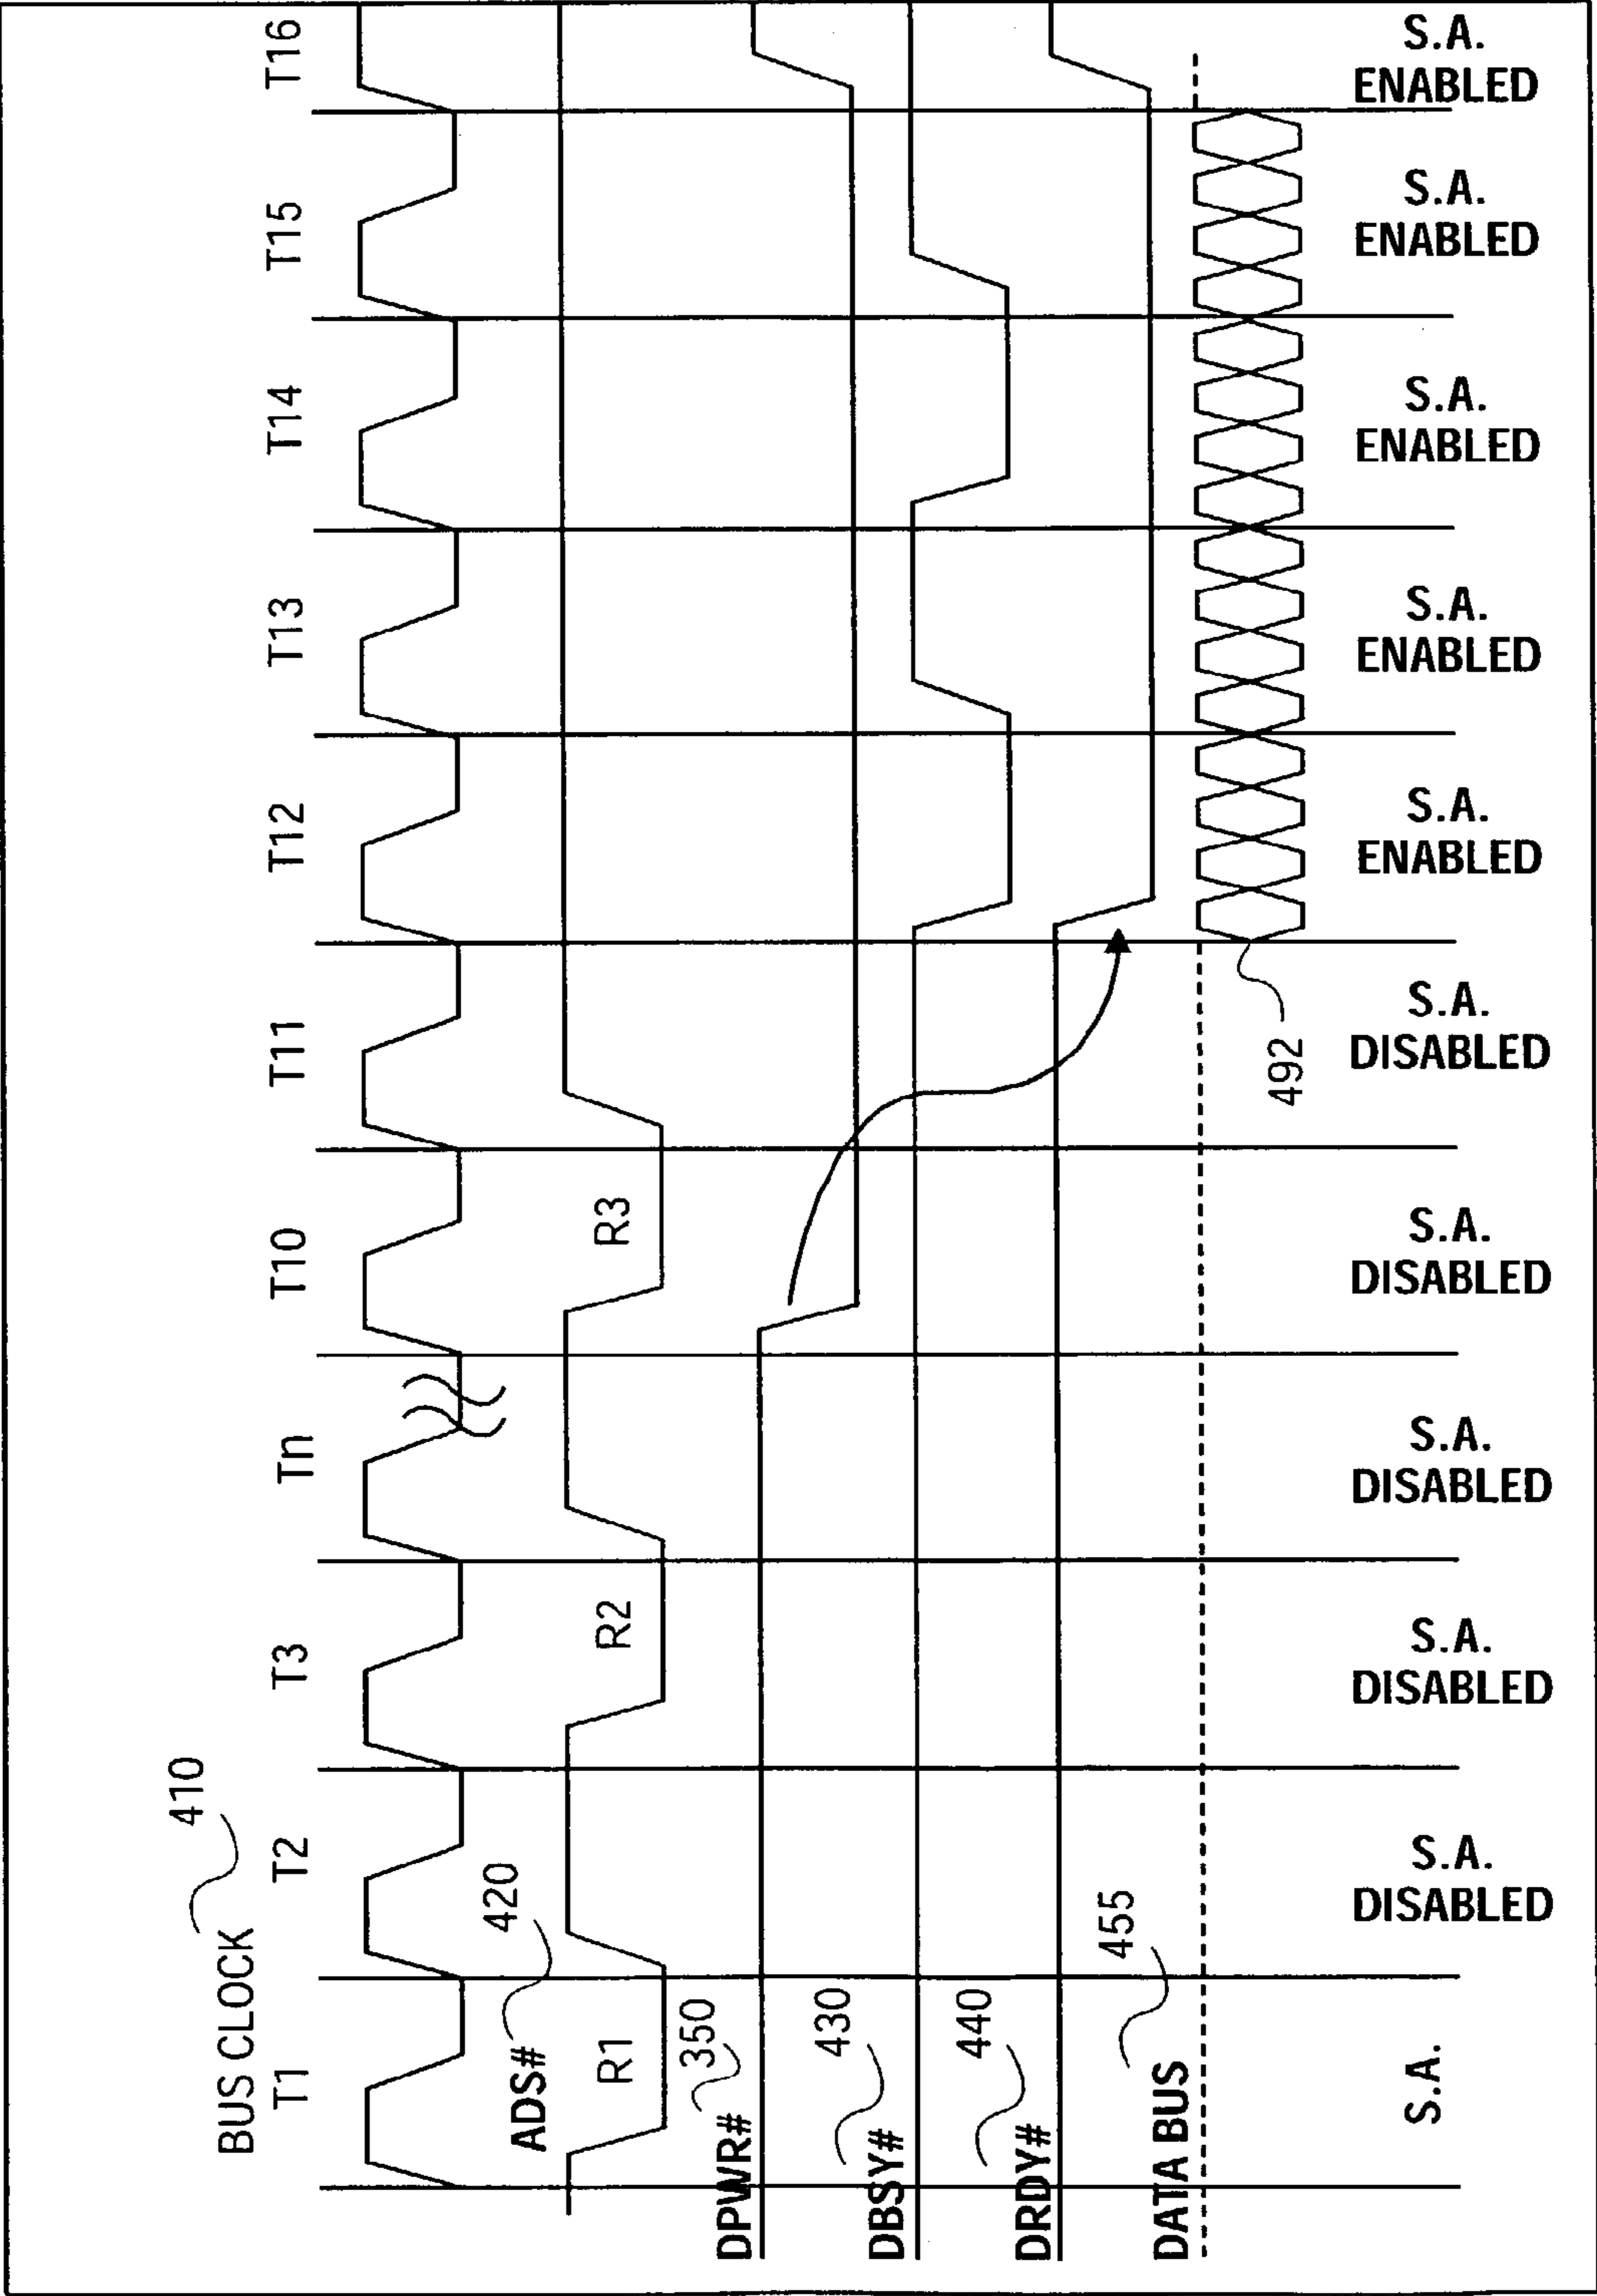 BUS CLOCK 410
T1 T2 T3 Tn T10 T11 T12 T13 T14 T15 T16
ADS# 420
R1 R2 R3
DPWR# 350
DBSY# 430
DRDY# 440
DATA BUS 455
492
S.A. S.A. S.A. S.A. S.A. S.A. S.A. S.A. S.A. S.A. S.A.
DISABLED DISABLED DISABLED DISABLED DISABLED ENABLED ENABLED ENABLED ENABLED ENABLED